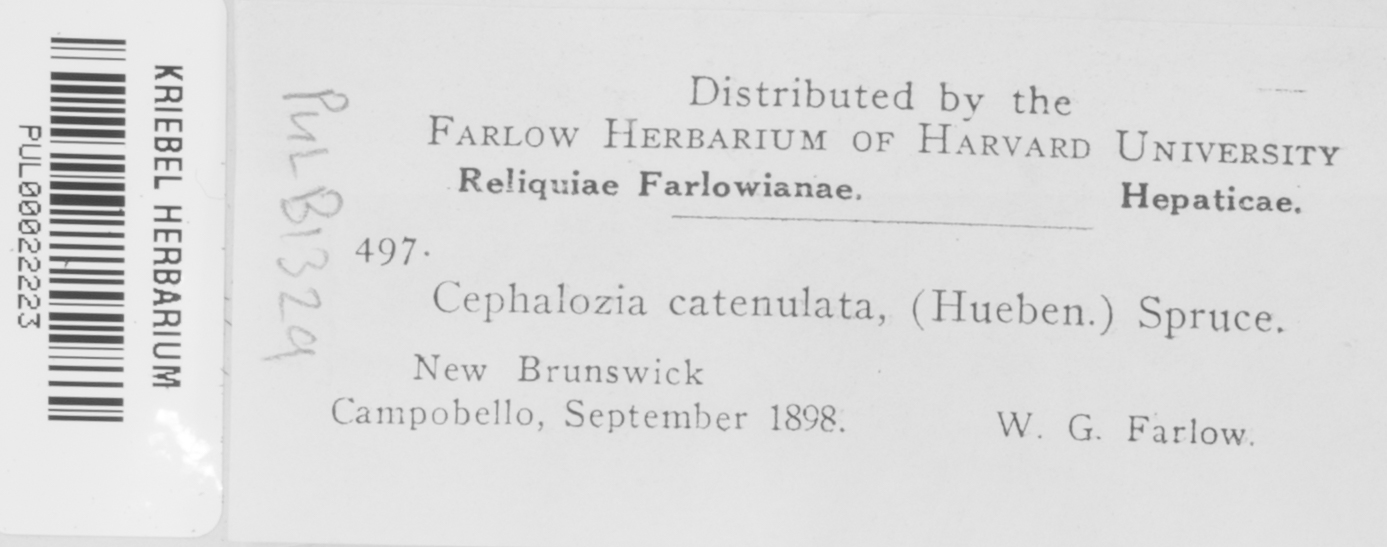 KRIEBEL HERBARIUM
PUL00022223
PUL B1329
Distributed by the
FARLOW HERBARIUM OF HARVARD UNIVERSITY
Reliquiae Farlowianae. Hepaticae.
497.
Cephalozia catenulata, (Hueben.) Spruce.
New Brunswick
Campobello, September 1898. W. G. Farlow.